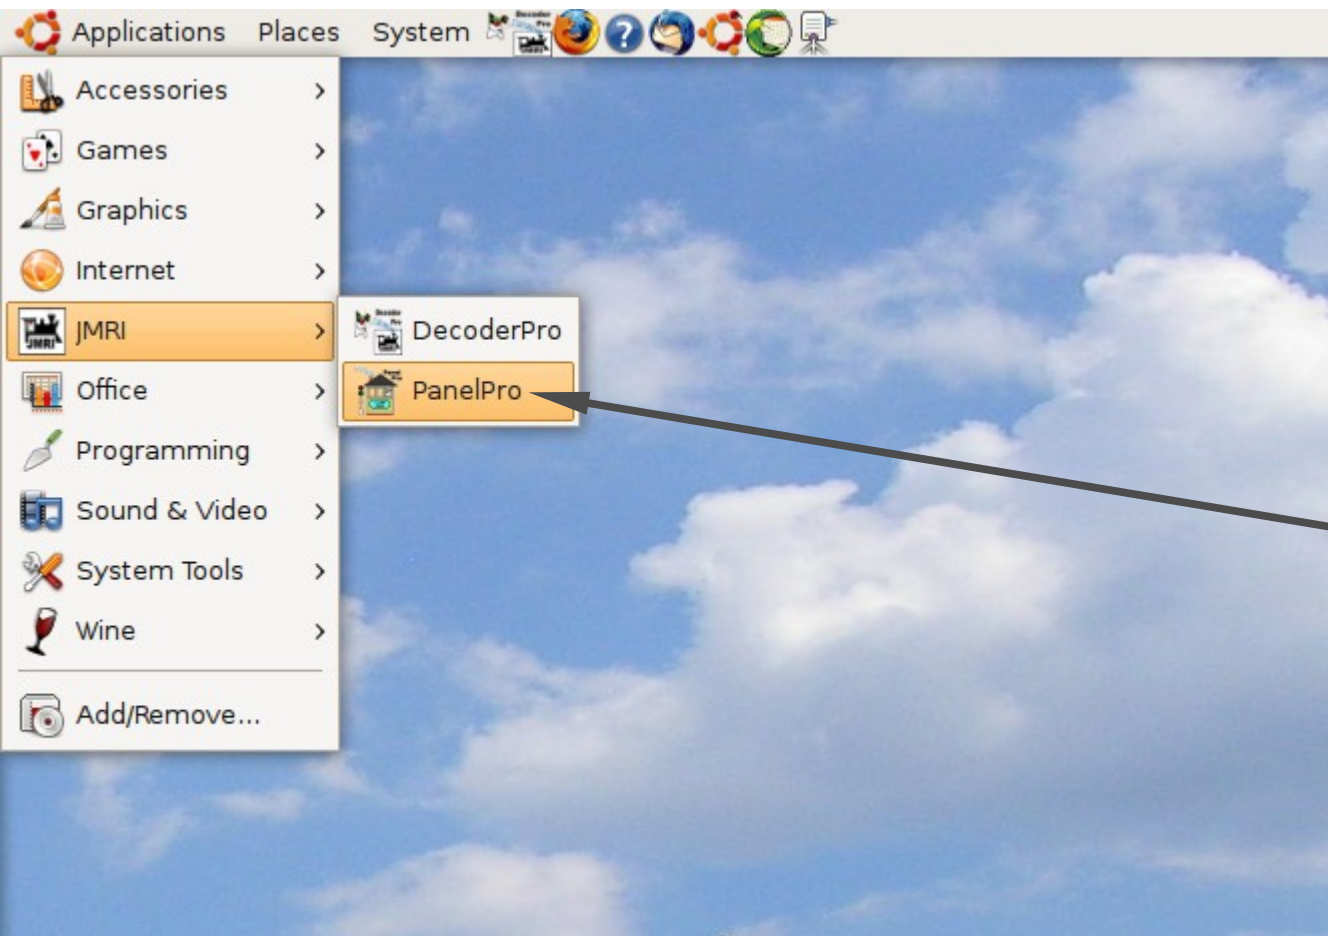 Applications Places System
Accessories
Games
Graphics
Internet
JMRI
DecoderPro
PanelPro
Office
Programming
Sound & Video
System Tools
Wine
Add/Remove...